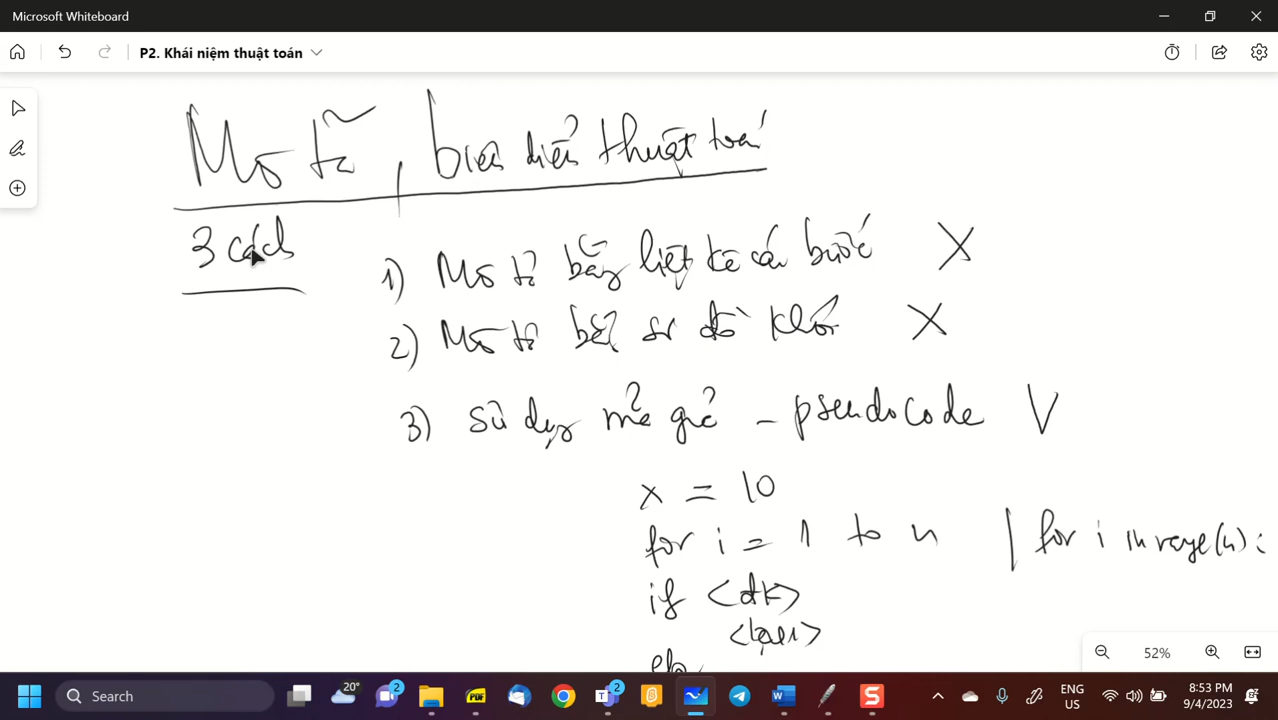 Microsoft Whiteboard
P2. Khái niệm thuật toán
Mô tả, biểu diễn thuật toán
3 cách
1) Mô tả bằng liệt kê các bước X
2) Mô tả bằng sơ đồ khối X
3) Sử dụng mã giả - pseudocode V
x = 10
for i = 1 to n | for i in range(n):
if <đk>
<lệnh>
52%
Search
20°
2
2
ENG
US
8:53 PM
9/4/2023